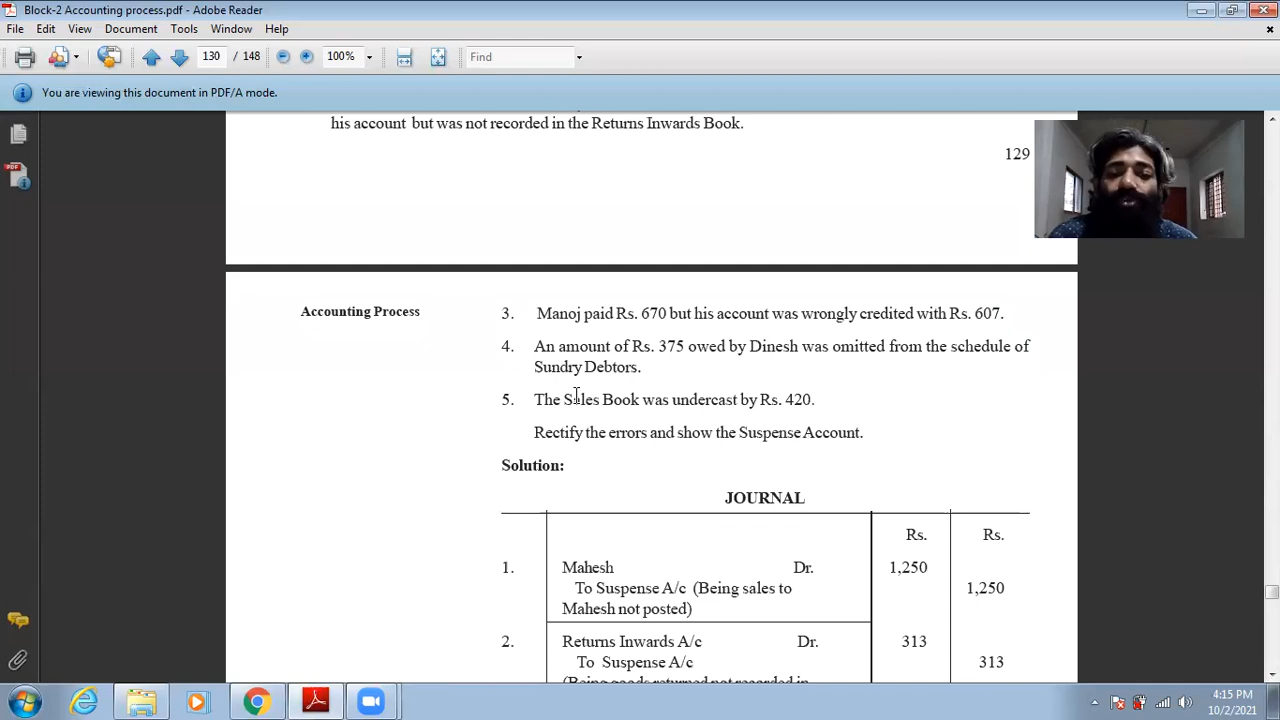 Block-2 Accounting process.pdf - Adobe Reader
File Edit View Document Tools Window Help
130 / 148 100% Find
You are viewing this document in PDF/A mode.
his account but was not recorded in the Returns Inwards Book.
129
Accounting Process
3. Manoj paid Rs. 670 but his account was wrongly credited with Rs. 607.
4. An amount of Rs. 375 owed by Dinesh was omitted from the schedule of
Sundry Debtors.
5. The Sales Book was undercast by Rs. 420.
Rectify the errors and show the Suspense Account.
Solution:
JOURNAL
Rs. Rs.
1. Mahesh Dr. 1,250
To Suspense A/c (Being sales to 1,250
Mahesh not posted)
2. Returns Inwards A/c Dr. 313
To Suspense A/c 313
(Being goods returned not recorded in
4:15 PM
10/2/2021